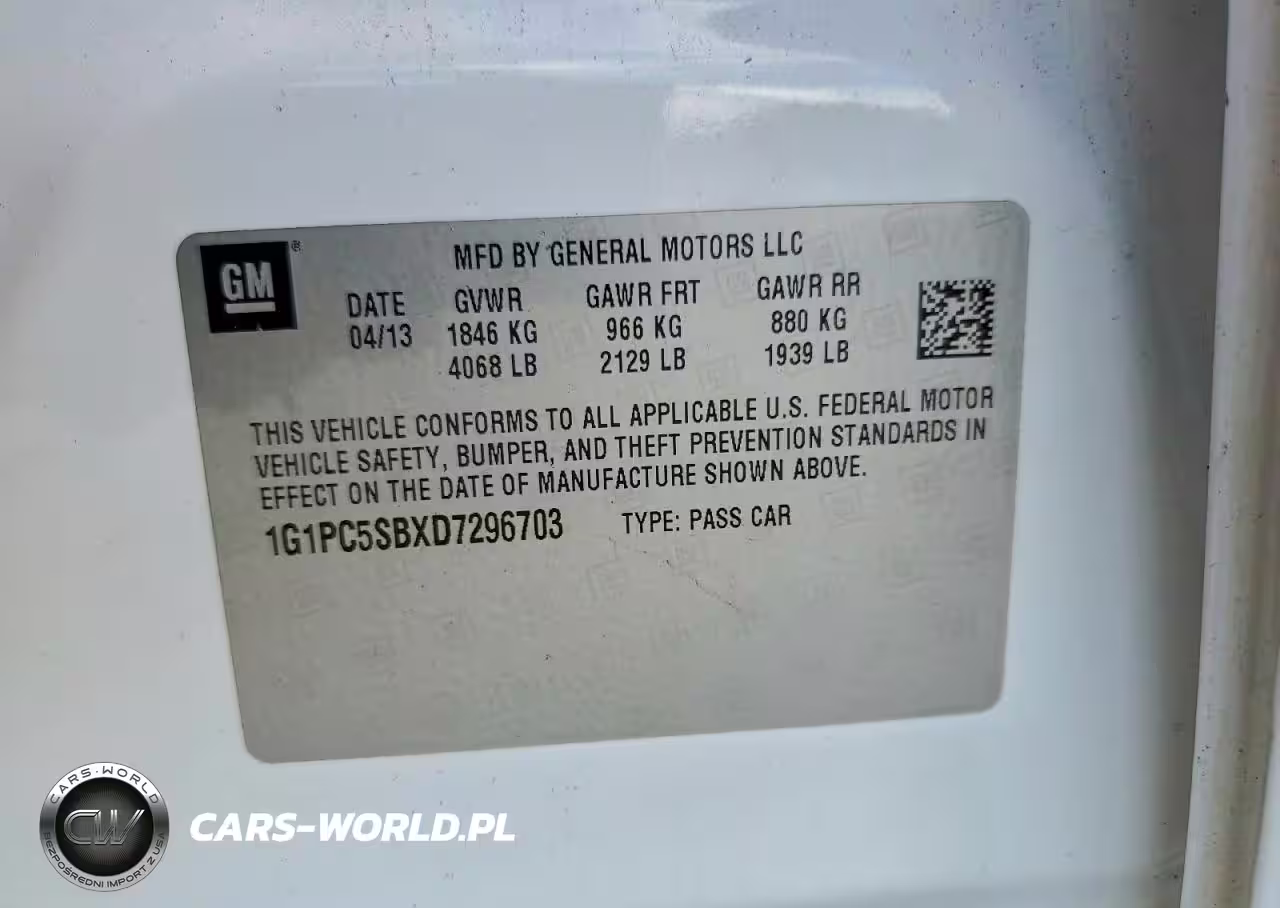 GM®
MFD BY GENERAL MOTORS LLC
DATE GVWR GAWR FRT GAWR RR
04/13 1846 KG 966 KG 880 KG
4068 LB 2129 LB 1939 LB
THIS VEHICLE CONFORMS TO ALL APPLICABLE U.S. FEDERAL MOTOR
VEHICLE SAFETY, BUMPER, AND THEFT PREVENTION STANDARDS IN
EFFECT ON THE DATE OF MANUFACTURE SHOWN ABOVE.
1G1PC5SBXD7296703 TYPE: PASS CAR
CARS-WORLD
CW
BEZPOŚREDNI IMPORT Z USA
CARS-WORLD.PL